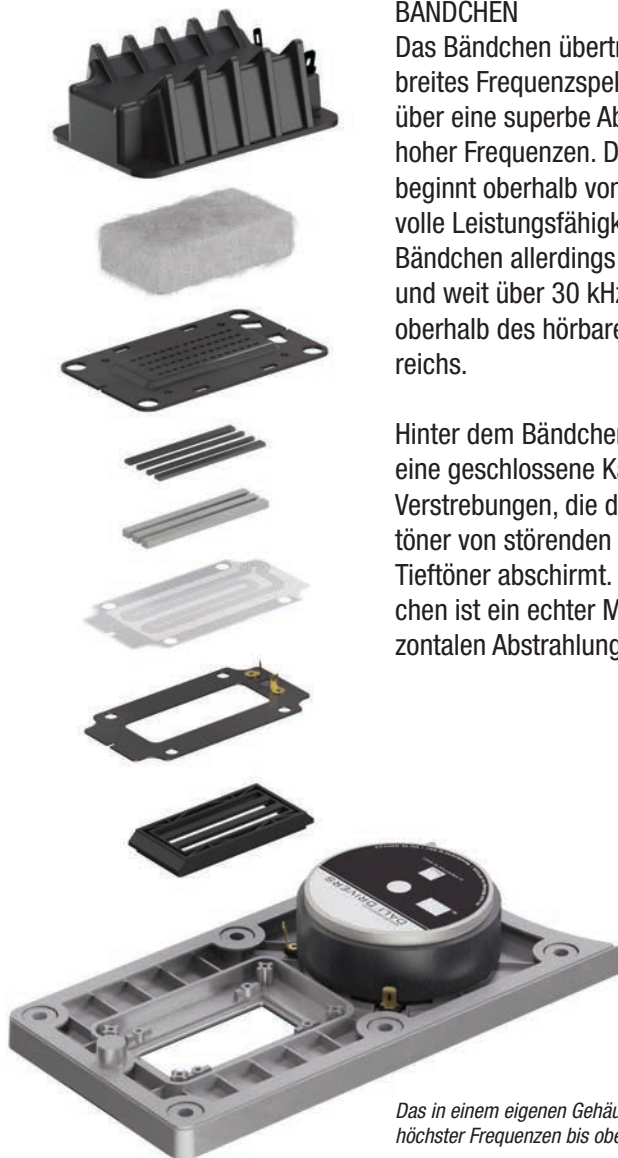 BÄNDCHEN
Das Bändchen übertr
breites Frequenzspe
über eine superbe Ab
hoher Frequenzen. D
beginnt oberhalb von
volle Leistungsfähigk
Bändchen allerdings
und weit über 30 kHz
oberhalb des hörbare
reichs.
Hinter dem Bändchen
eine geschlossene Ka
Verstrebungen, die d
töner von störenden
Tieftöner abschirmt.
chen ist ein echter M
zontalen Abstrahlung
DALI DRIVERS
Das in einem eigenen Gehäu
höchster Frequenzen bis obe